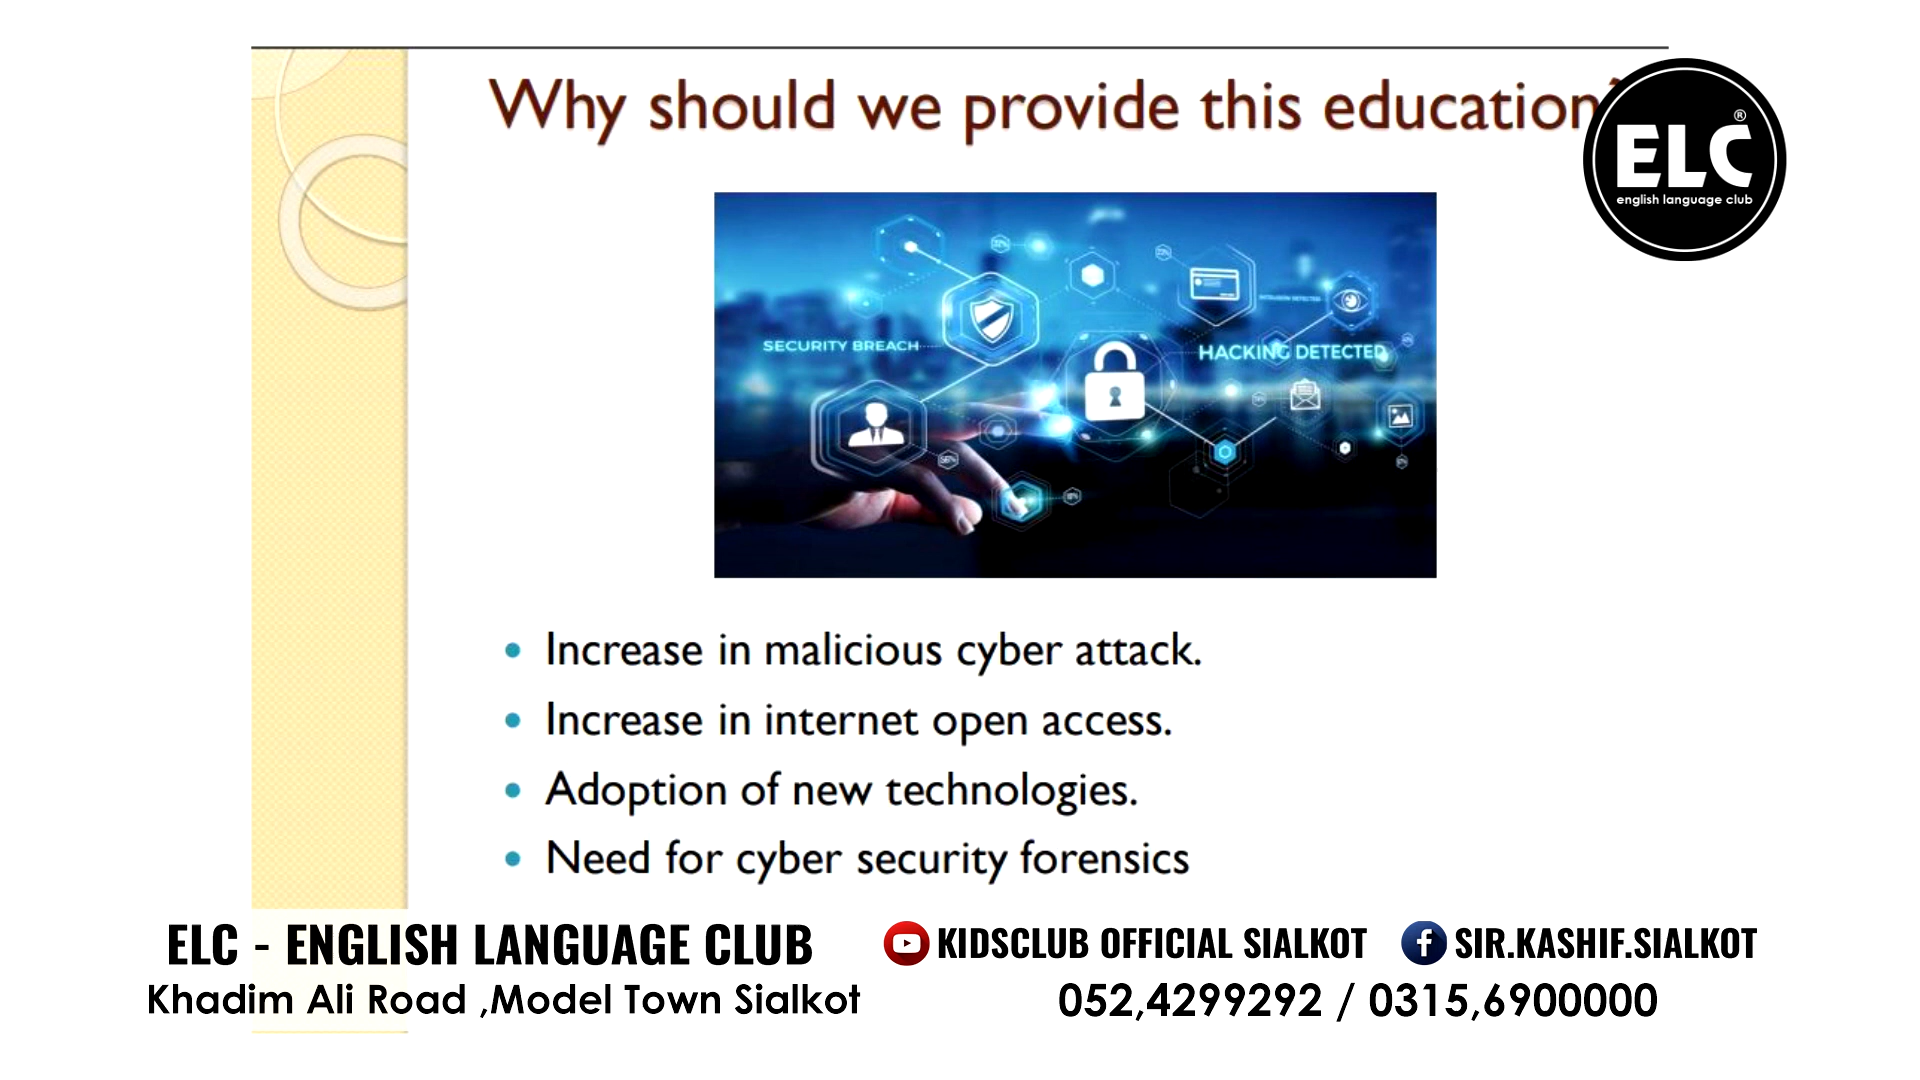 Why should we provide this education?
ELC
®
english language club
SECURITY BREACH
HACKING DETECTED
INTRUSION DETECTED
• Increase in malicious cyber attack.
• Increase in internet open access.
• Adoption of new technologies.
• Need for cyber security forensics
ELC - ENGLISH LANGUAGE CLUB
KIDSCLUB OFFICIAL SIALKOT
SIR.KASHIF.SIALKOT
Khadim Ali Road ,Model Town Sialkot
052,4299292 / 0315,6900000